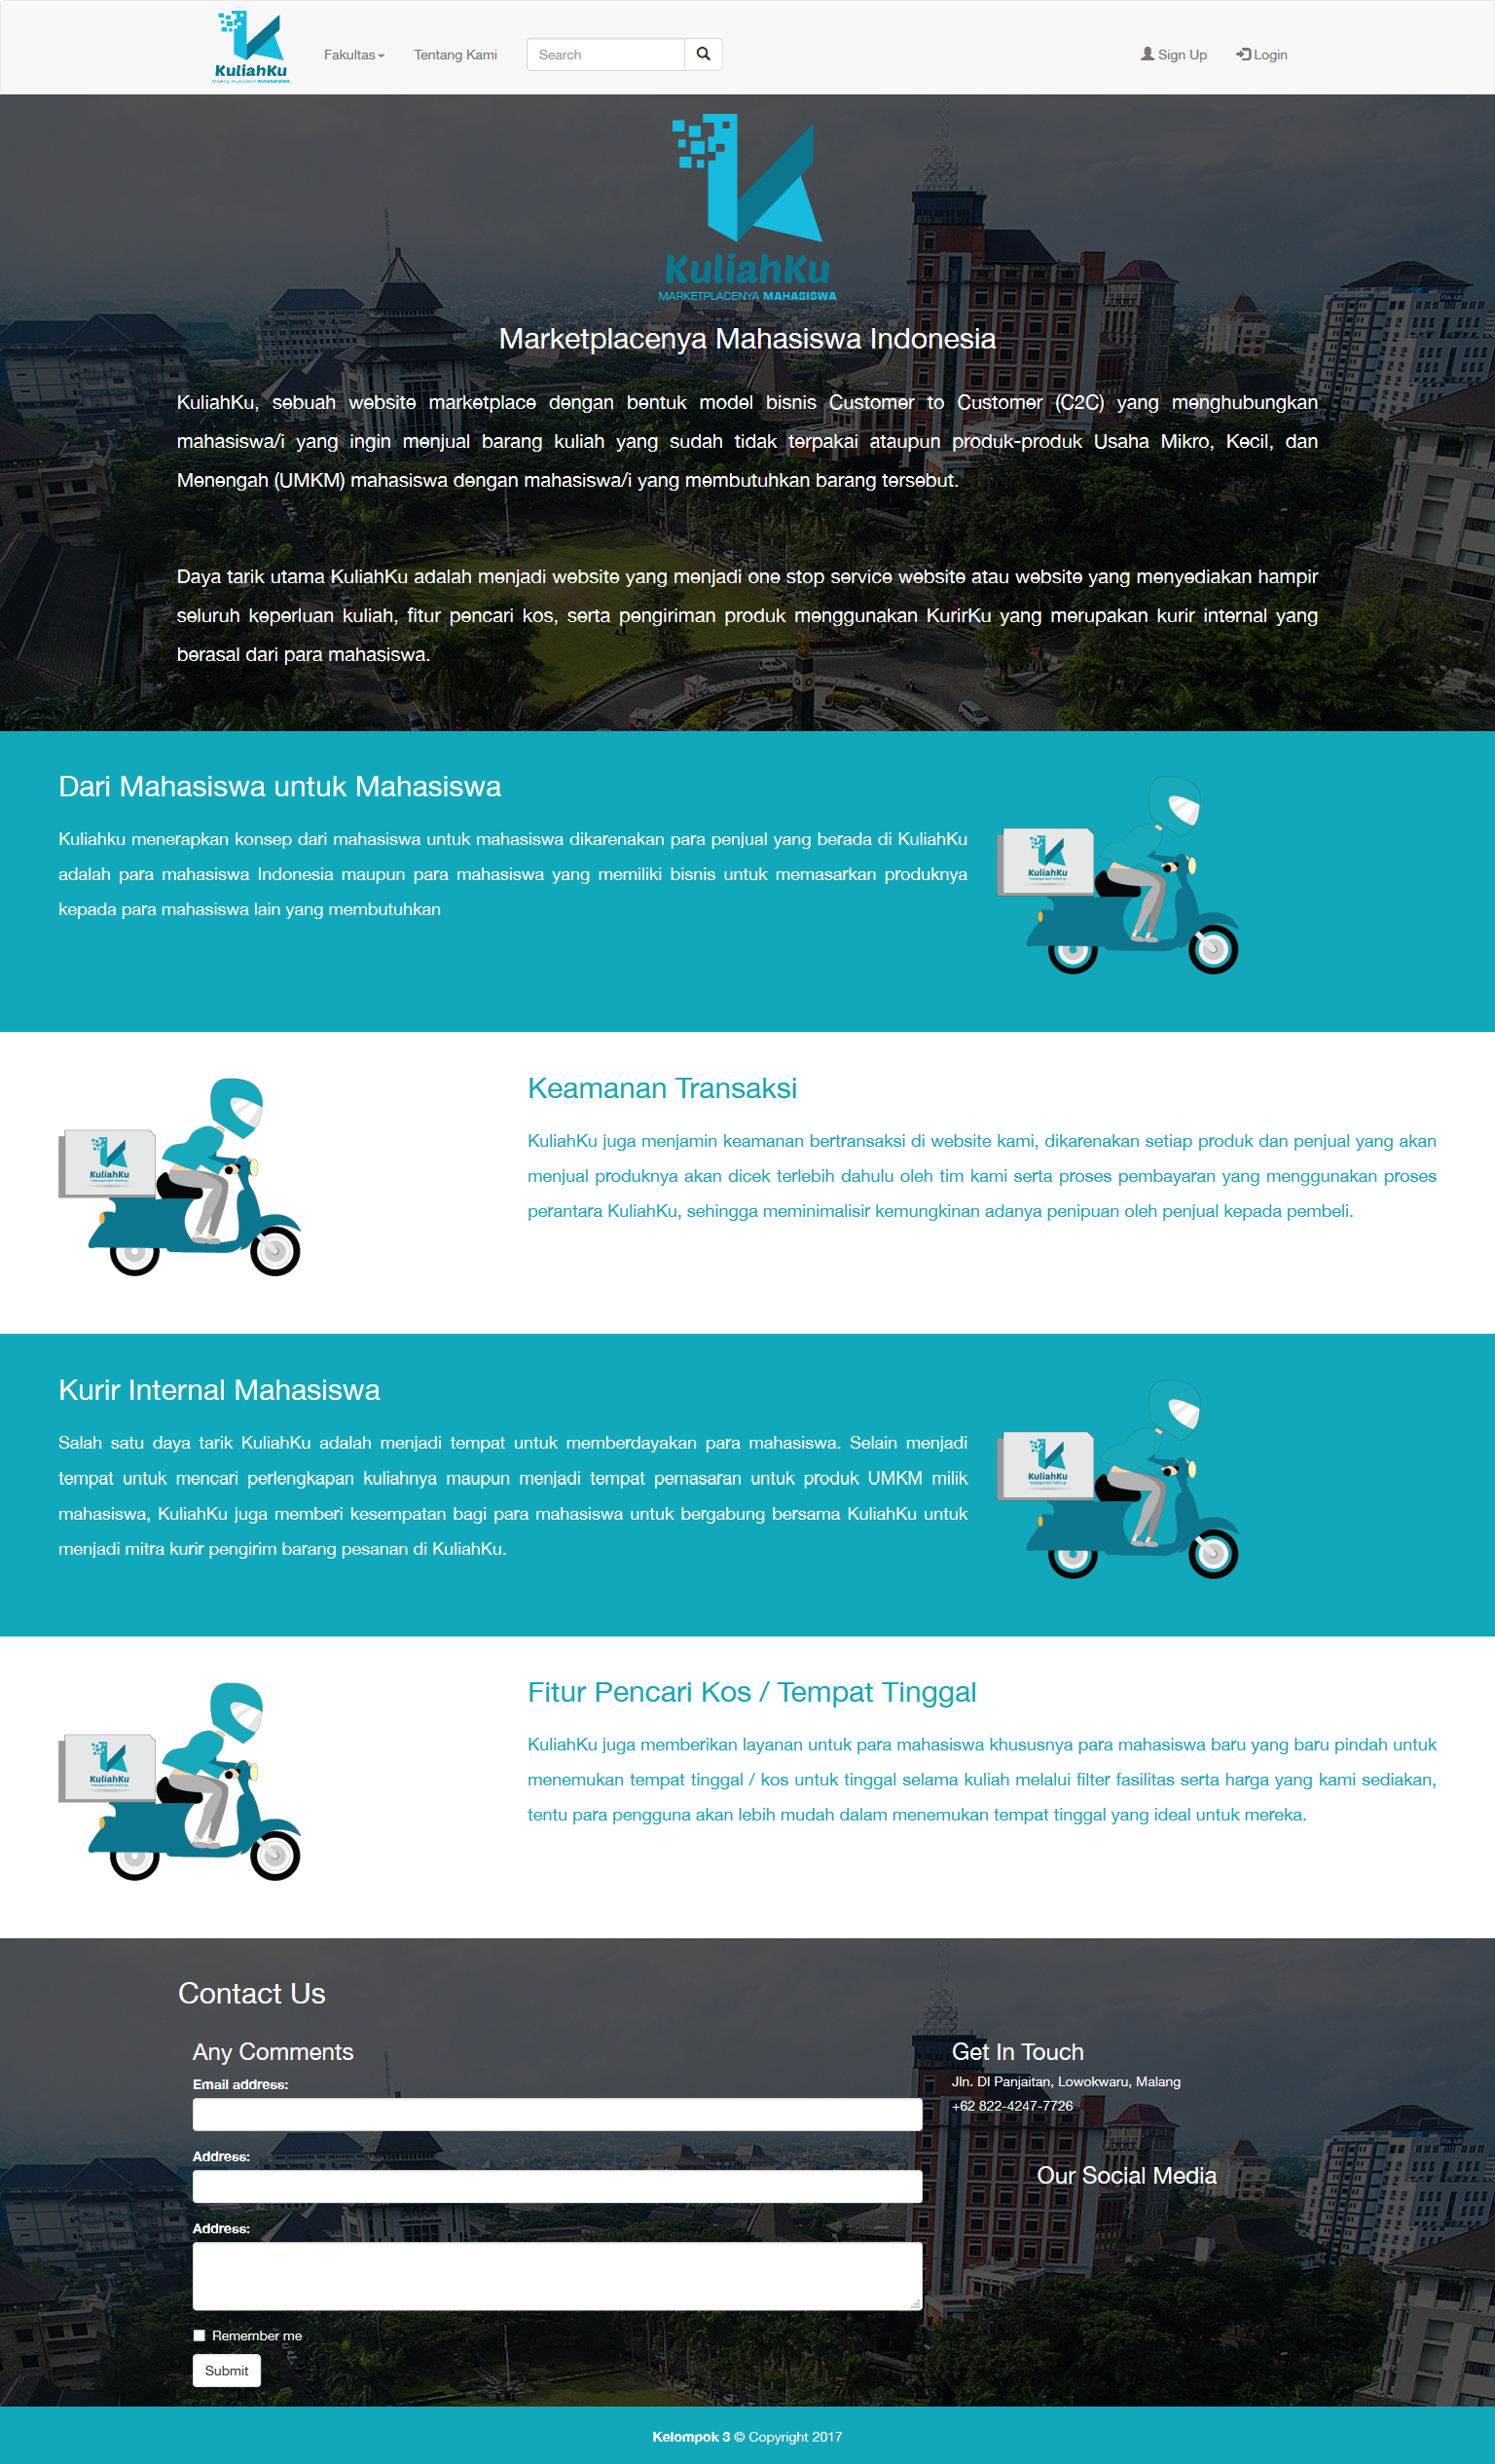 KuliahKu
MARKETPLACENYA MAHASISWA
Fakultas
Tentang Kami
Search
Sign Up
Login
KuliahKu
MARKETPLACENYA MAHASISWA
Marketplacenya Mahasiswa Indonesia
KuliahKu, sebuah website marketplace dengan bentuk model bisnis Customer to Customer (C2C) yang menghubungkan
mahasiswa/i yang ingin menjual barang kuliah yang sudah tidak terpakai ataupun produk-produk Usaha Mikro, Kecil, dan
Menengah (UMKM) mahasiswa dengan mahasiswa/i yang membutuhkan barang tersebut.
Daya tarik utama KuliahKu adalah menjadi website yang menjadi one stop service website atau website yang menyediakan hampir
seluruh keperluan kuliah, fitur pencari kos, serta pengiriman produk menggunakan KurirKu yang merupakan kurir internal yang
berasal dari para mahasiswa.
Dari Mahasiswa untuk Mahasiswa
Kuliahku menerapkan konsep dari mahasiswa untuk mahasiswa dikarenakan para penjual yang berada di KuliahKu
adalah para mahasiswa Indonesia maupun para mahasiswa yang memiliki bisnis untuk memasarkan produknya
kepada para mahasiswa lain yang membutuhkan
KuliahKu
KuliahKu
Keamanan Transaksi
KuliahKu juga menjamin keamanan bertransaksi di website kami, dikarenakan setiap produk dan penjual yang akan
menjual produknya akan dicek terlebih dahulu oleh tim kami serta proses pembayaran yang menggunakan proses
perantara KuliahKu, sehingga meminimalisir kemungkinan adanya penipuan oleh penjual kepada pembeli.
Kurir Internal Mahasiswa
Salah satu daya tarik KuliahKu adalah menjadi tempat untuk memberdayakan para mahasiswa. Selain menjadi
tempat untuk mencari perlengkapan kuliahnya maupun menjadi tempat pemasaran untuk produk UMKM milik
mahasiswa, KuliahKu juga memberi kesempatan bagi para mahasiswa untuk bergabung bersama KuliahKu untuk
menjadi mitra kurir pengirim barang pesanan di KuliahKu.
KuliahKu
KuliahKu
Fitur Pencari Kos / Tempat Tinggal
KuliahKu juga memberikan layanan untuk para mahasiswa khususnya para mahasiswa baru yang baru pindah untuk
menemukan tempat tinggal / kos untuk tinggal selama kuliah melalui filter fasilitas serta harga yang kami sediakan,
tentu para pengguna akan lebih mudah dalam menemukan tempat tinggal yang ideal untuk mereka.
Contact Us
Any Comments
Email address:
Address:
Address:
Remember me
Submit
Get In Touch
Jln. DI Panjaitan, Lowokwaru, Malang
+62 822-4247-7726
Our Social Media
Kelompok 3 © Copyright 2017